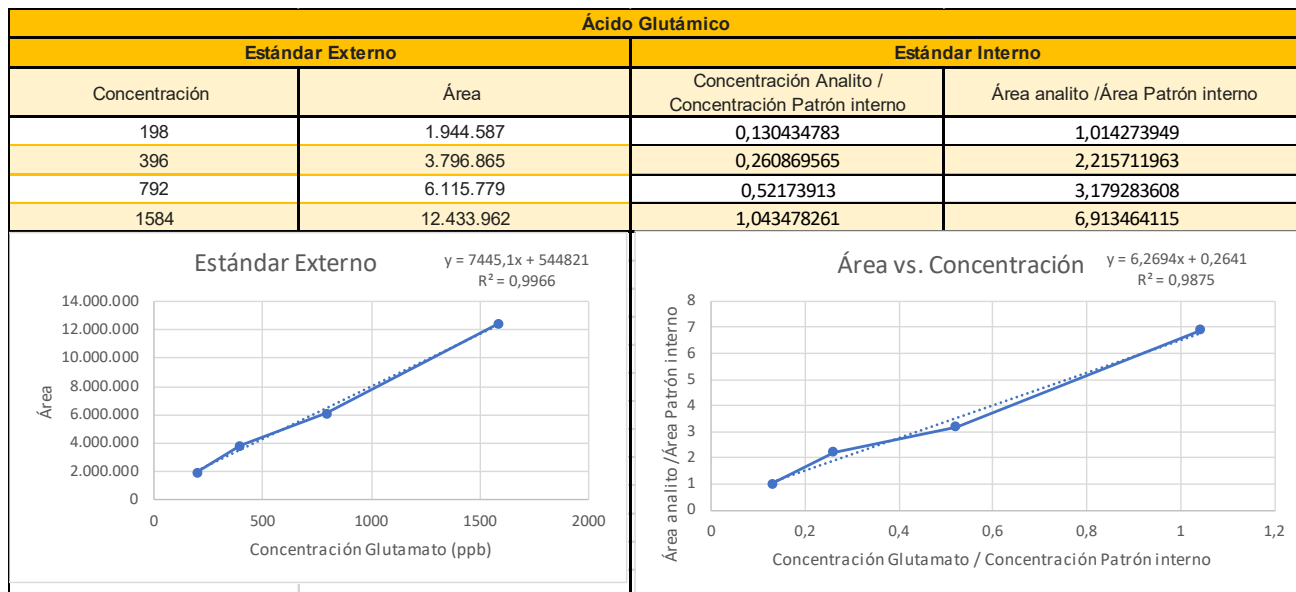 Ácido Glutámico
Estándar Externo
Estándar Interno
Concentración
Área
Concentración Analito /
Concentración Patrón interno
Área analito /Área Patrón interno
198
1.944.587
0,130434783
1,014273949
396
3.796.865
0,260869565
2,215711963
792
6.115.779
0,52173913
3,179283608
1584
12.433.962
1,043478261
6,913464115
Estándar Externo
y = 7445,1x + 544821
R² = 0,9966
14.000.000
12.000.000
10.000.000
8.000.000
6.000.000
4.000.000
2.000.000
0
Área
0
500
1000
1500
2000
Concentración Glutamato (ppb)
Área vs. Concentración
y = 6,2694x + 0,2641
R² = 0,9875
8
7
6
5
4
3
2
1
0
Área analito /Área Patrón interno
0
0,2
0,4
0,6
0,8
1
1,2
Concentración Glutamato / Concentración Patrón interno